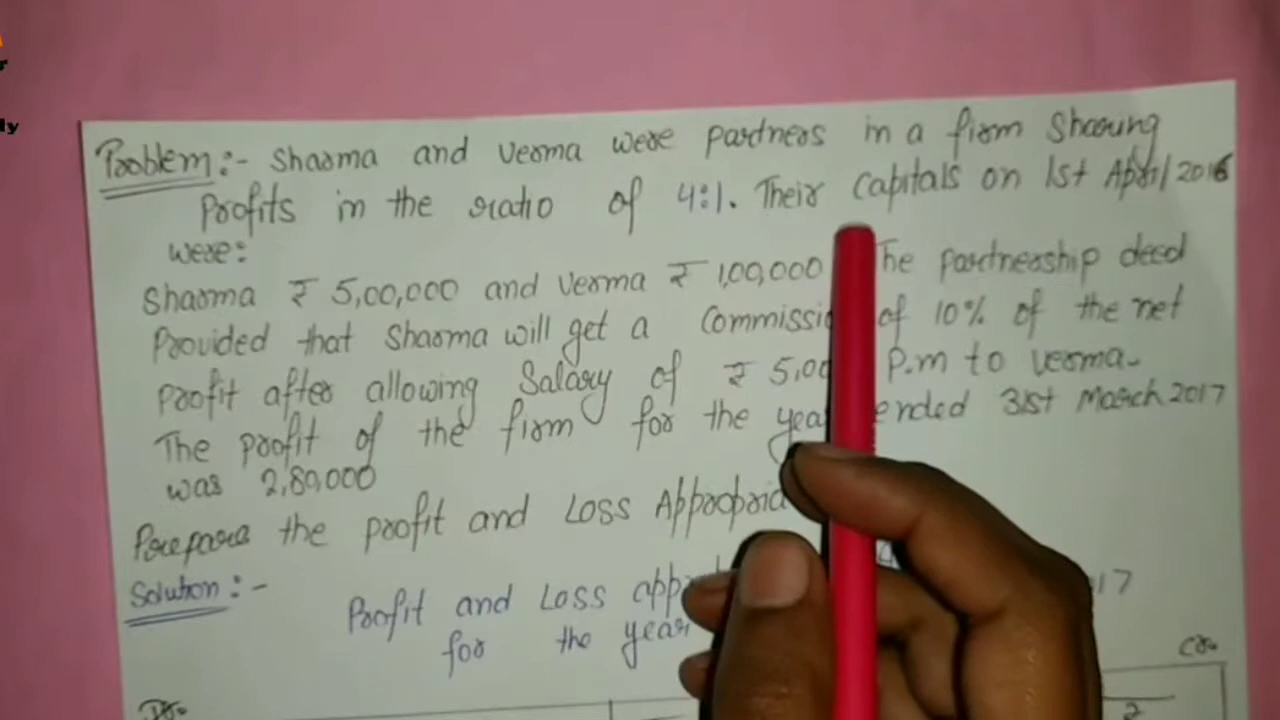 Problem:- Sharma and Verma were partners in a firm Sharing
Profits in the ratio of 4:1. Their Capitals on 1st April 2016
were:
Sharma ₹ 5,00,000 and Verma ₹ 1,00,000 The partnership deed
Provided that Sharma will get a Commissio of 10% of the net
Profit after allowing Salary of ₹ 5,00 P.m to Verma.
The profit of the firm for the year ended 31st March 2017
was 2,80,000
Prepare the profit and Loss Appropria
Solution:-
Profit and Loss app
for the year 17
Dr. Cr.
₹
ly